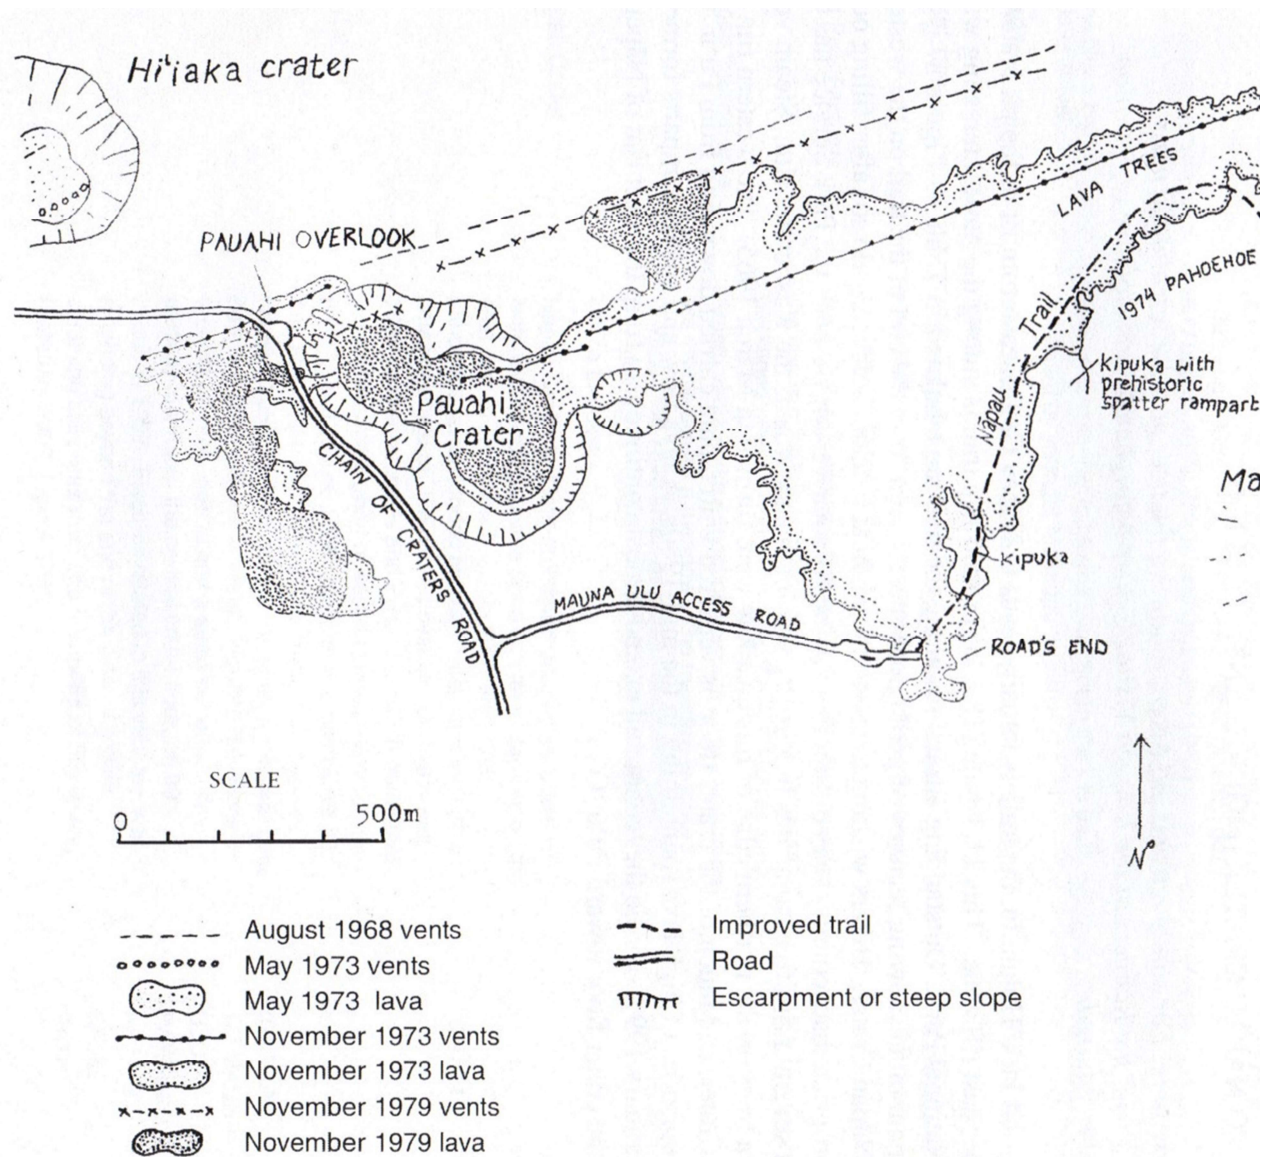 Hi'iaka crater
PAUAHI OVERLOOK
LAVA TREES
1974 PAHOEHOE
Napau Trail
Kipuka with
prehistoric
spatter rampart
Pauahi
Crater
CHAIN OF CRATERS ROAD
Ma
kipuka
MAUNA ULU ACCESS ROAD
ROAD'S END
SCALE
0 500m
N
August 1968 vents
May 1973 vents
May 1973 lava
November 1973 vents
November 1973 lava
November 1979 vents
November 1979 lava
Improved trail
Road
Escarpment or steep slope